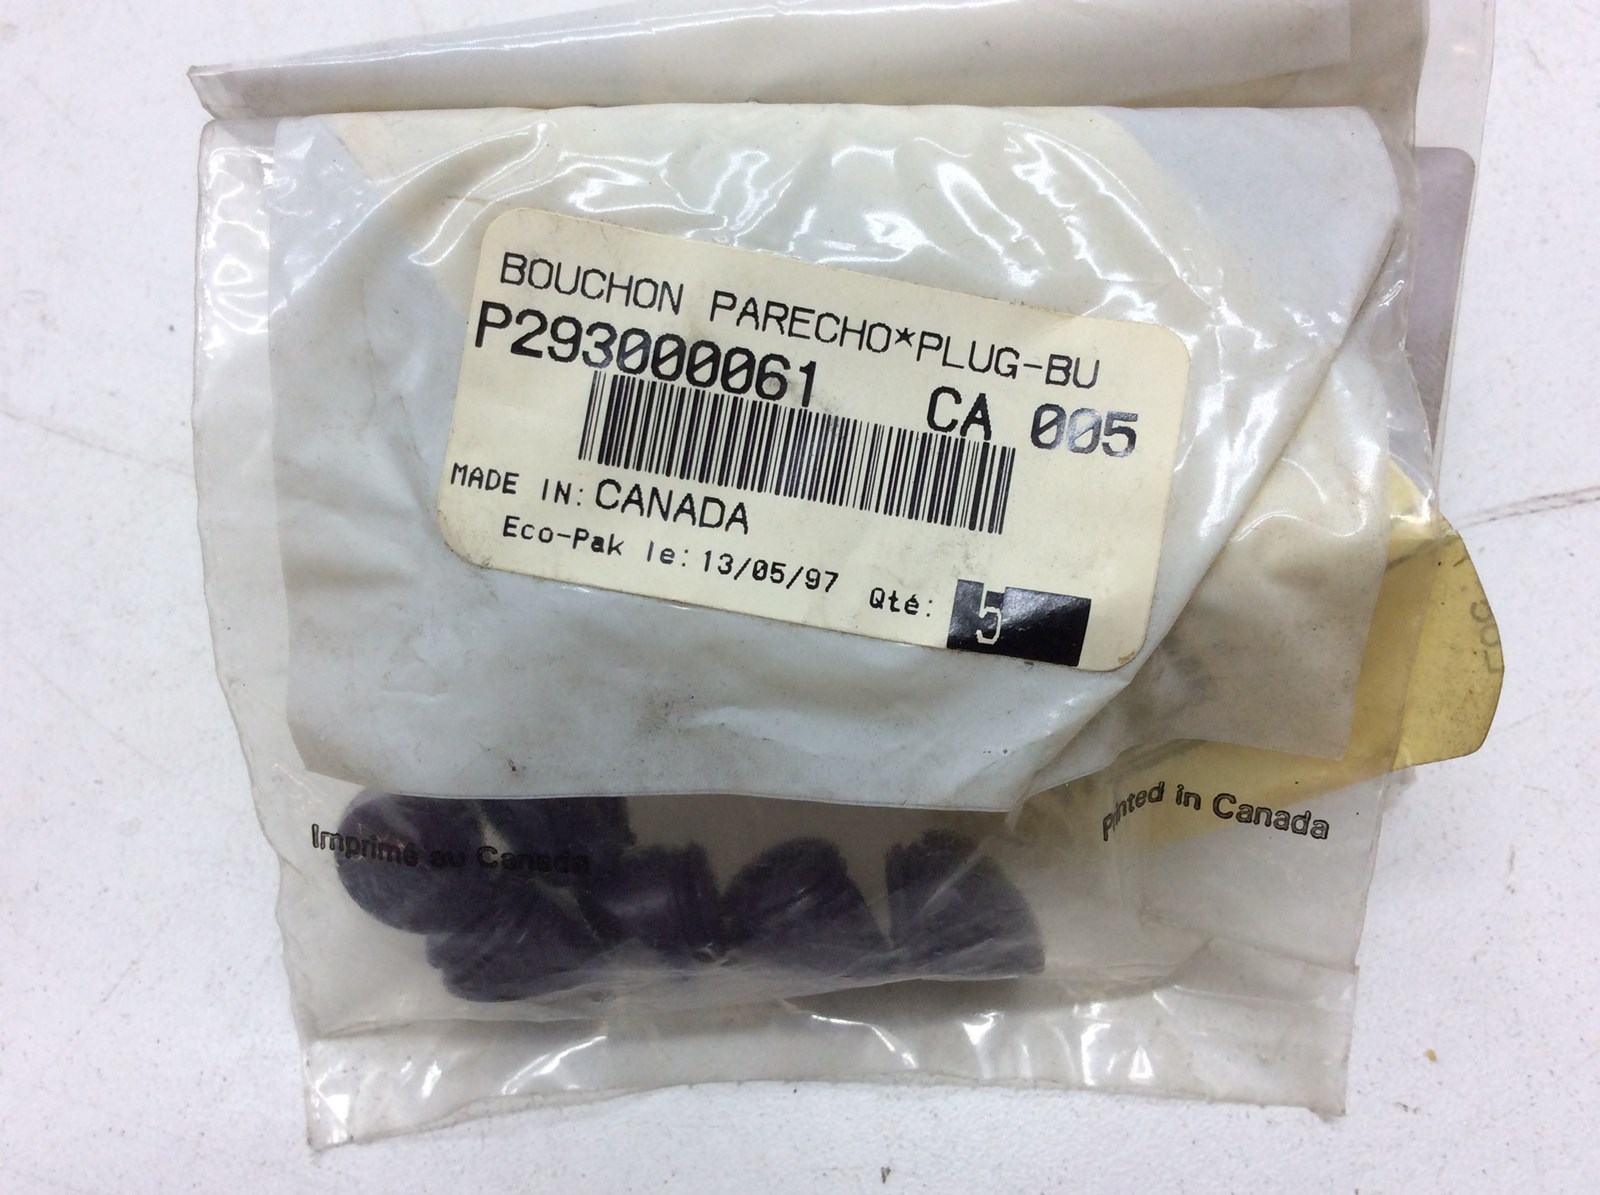 BOUCHON PARECHO*PLUG-BU
P293000061 CA 005
MADE IN: CANADA
Eco-Pak le: 13/05/97 Qté: 5
Imprimé au Canada
Printed in Canada